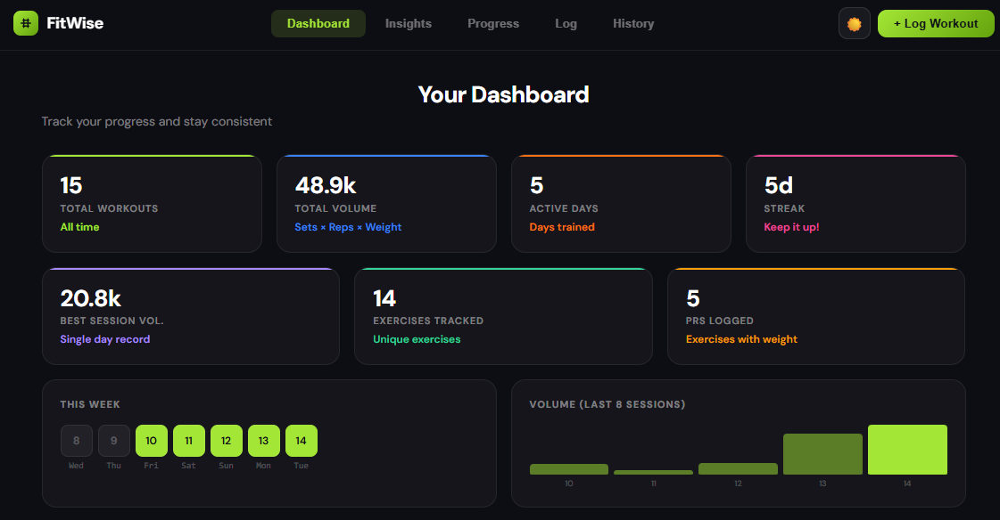 # FitWise
Dashboard Insights Progress Log History
+ Log Workout
Your Dashboard
Track your progress and stay consistent
15
TOTAL WORKOUTS
All time
48.9k
TOTAL VOLUME
Sets × Reps × Weight
5
ACTIVE DAYS
Days trained
5d
STREAK
Keep it up!
20.8k
BEST SESSION VOL.
Single day record
14
EXERCISES TRACKED
Unique exercises
5
PRS LOGGED
Exercises with weight
THIS WEEK
8 9 10 11 12 13 14
Wed Thu Fri Sat Sun Mon Tue
VOLUME (LAST 8 SESSIONS)
10 11 12 13 14